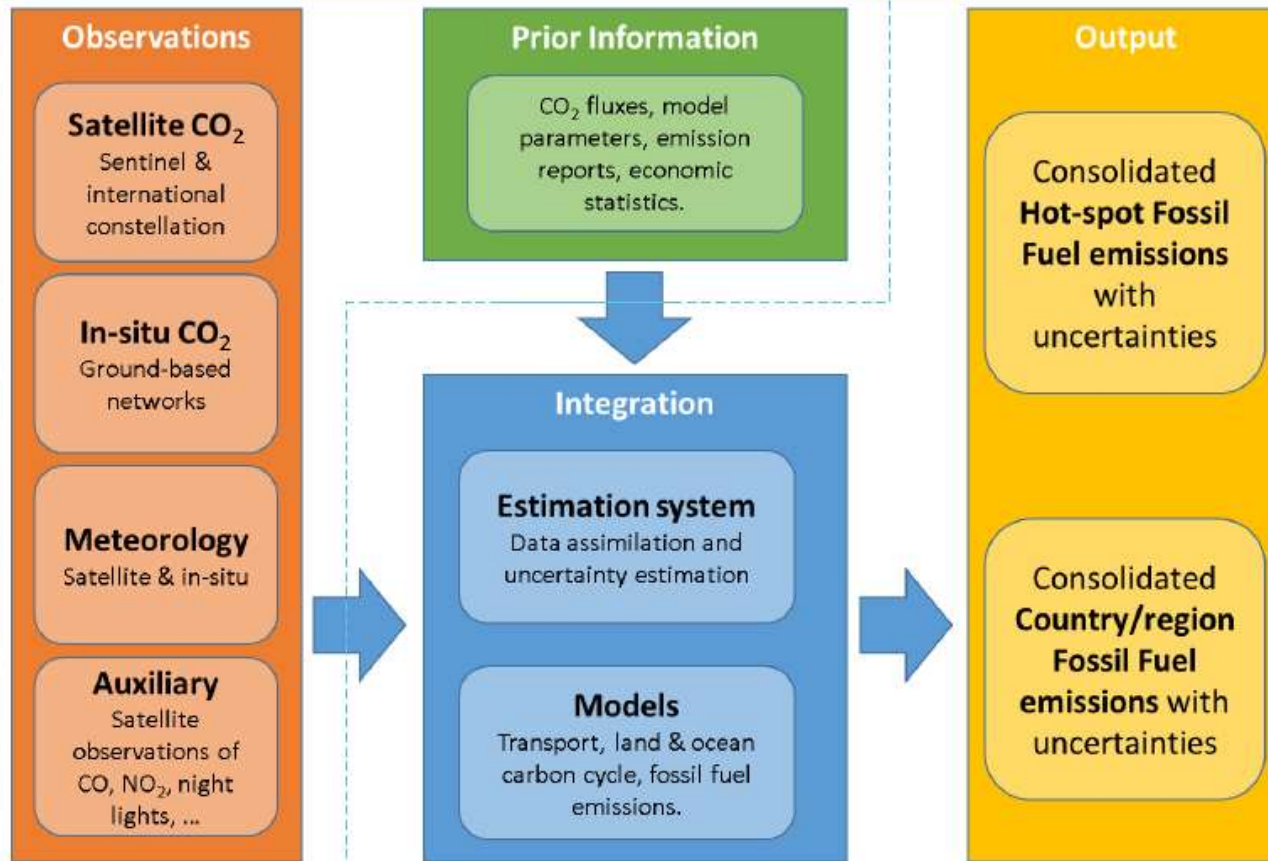 Observations
Satellite CO₂
Sentinel &
international
constellation
In-situ CO₂
Ground-based
networks
Meteorology
Satellite & in-situ
Auxiliary
Satellite
observations of
CO, NO₂, night
lights, ...
Prior Information
CO₂ fluxes, model
parameters, emission
reports, economic
statistics.
Integration
Estimation system
Data assimilation and
uncertainty estimation
Models
Transport, land & ocean
carbon cycle, fossil fuel
emissions.
Output
Consolidated
Hot-spot Fossil
Fuel emissions
with
uncertainties
Consolidated
Country/region
Fossil Fuel
emissions with
uncertainties